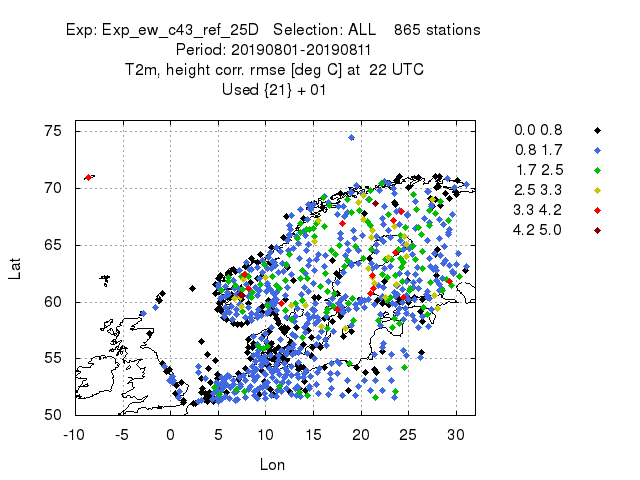 Exp: Exp_ew_c43_ref_25D Selection: ALL 865 stations
Period: 20190801-20190811
T2m, height corr. rmse [deg C] at 22 UTC
Used {21} + 01
75
70
65
60
55
50
-10 -5 0 5 10 15 20 25 30
Lat
Lon
0.0 0.8
0.8 1.7
1.7 2.5
2.5 3.3
3.3 4.2
4.2 5.0